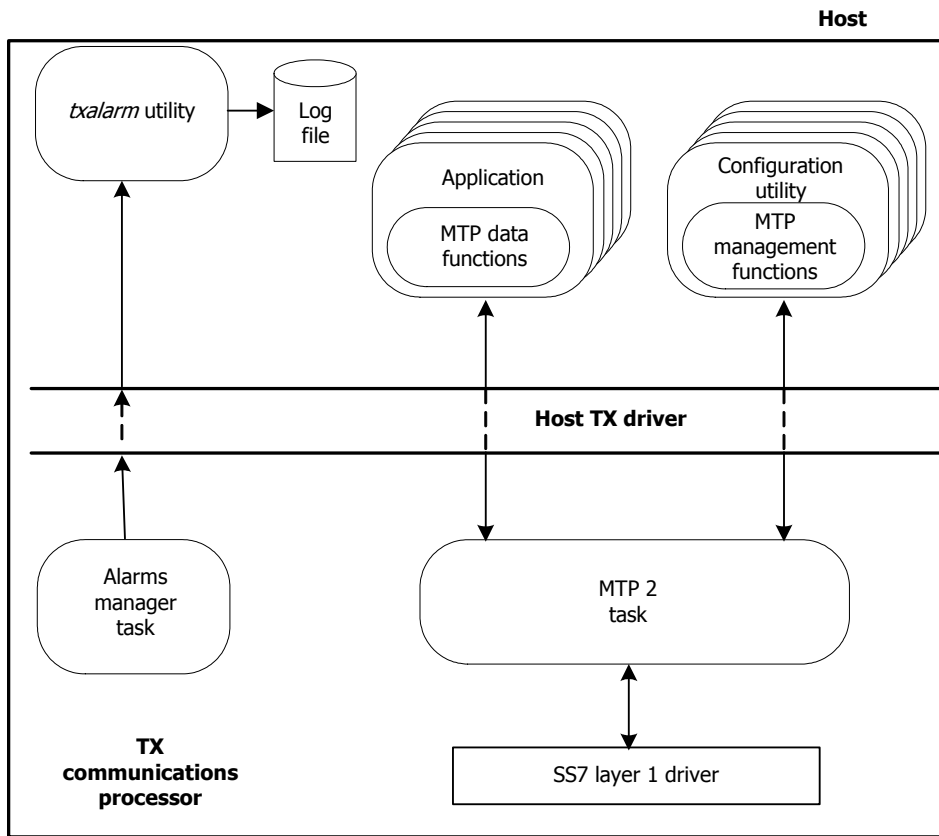 Host
txalarm utility
Log
file
Application
MTP data
functions
Configuration
utility
MTP
management
functions
Host TX driver
Alarms
manager
task
MTP 2
task
TX
communications
processor
SS7 layer 1 driver